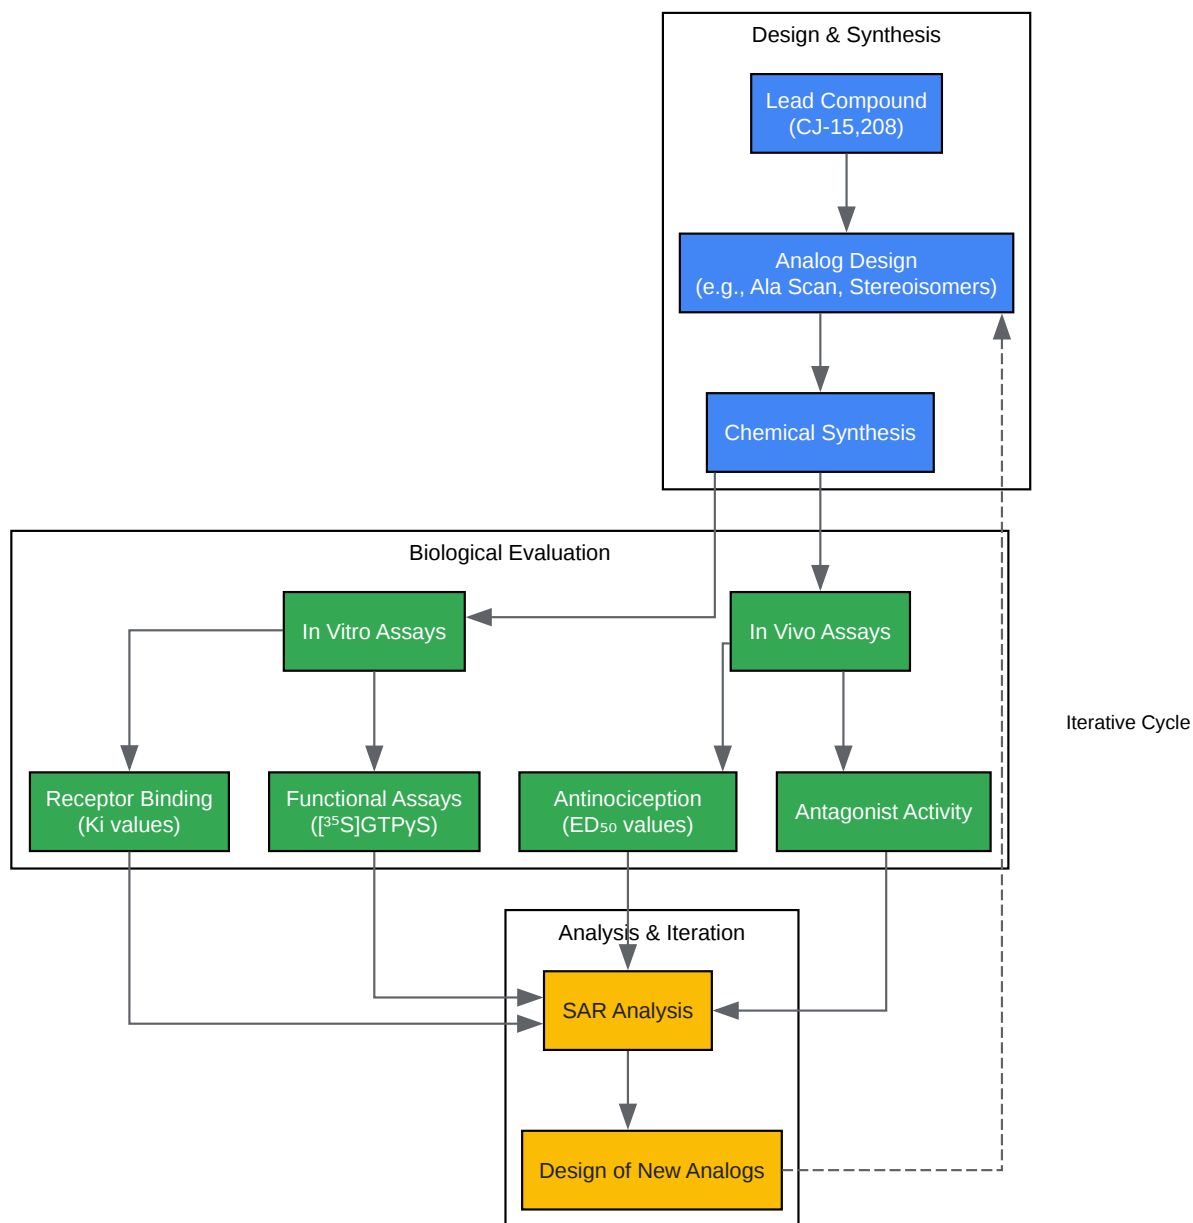 Design & Synthesis
Lead Compound
(CJ-15,208)
Analog Design
(e.g., Ala Scan, Stereoisomers)
Chemical Synthesis
Biological Evaluation
In Vitro Assays
In Vivo Assays
Iterative Cycle
Receptor Binding
(Ki values)
Functional Assays
([³⁵S]GTPγS)
Antinociception
(ED₅₀ values)
Antagonist Activity
Analysis & Iteration
SAR Analysis
Design of New Analogs